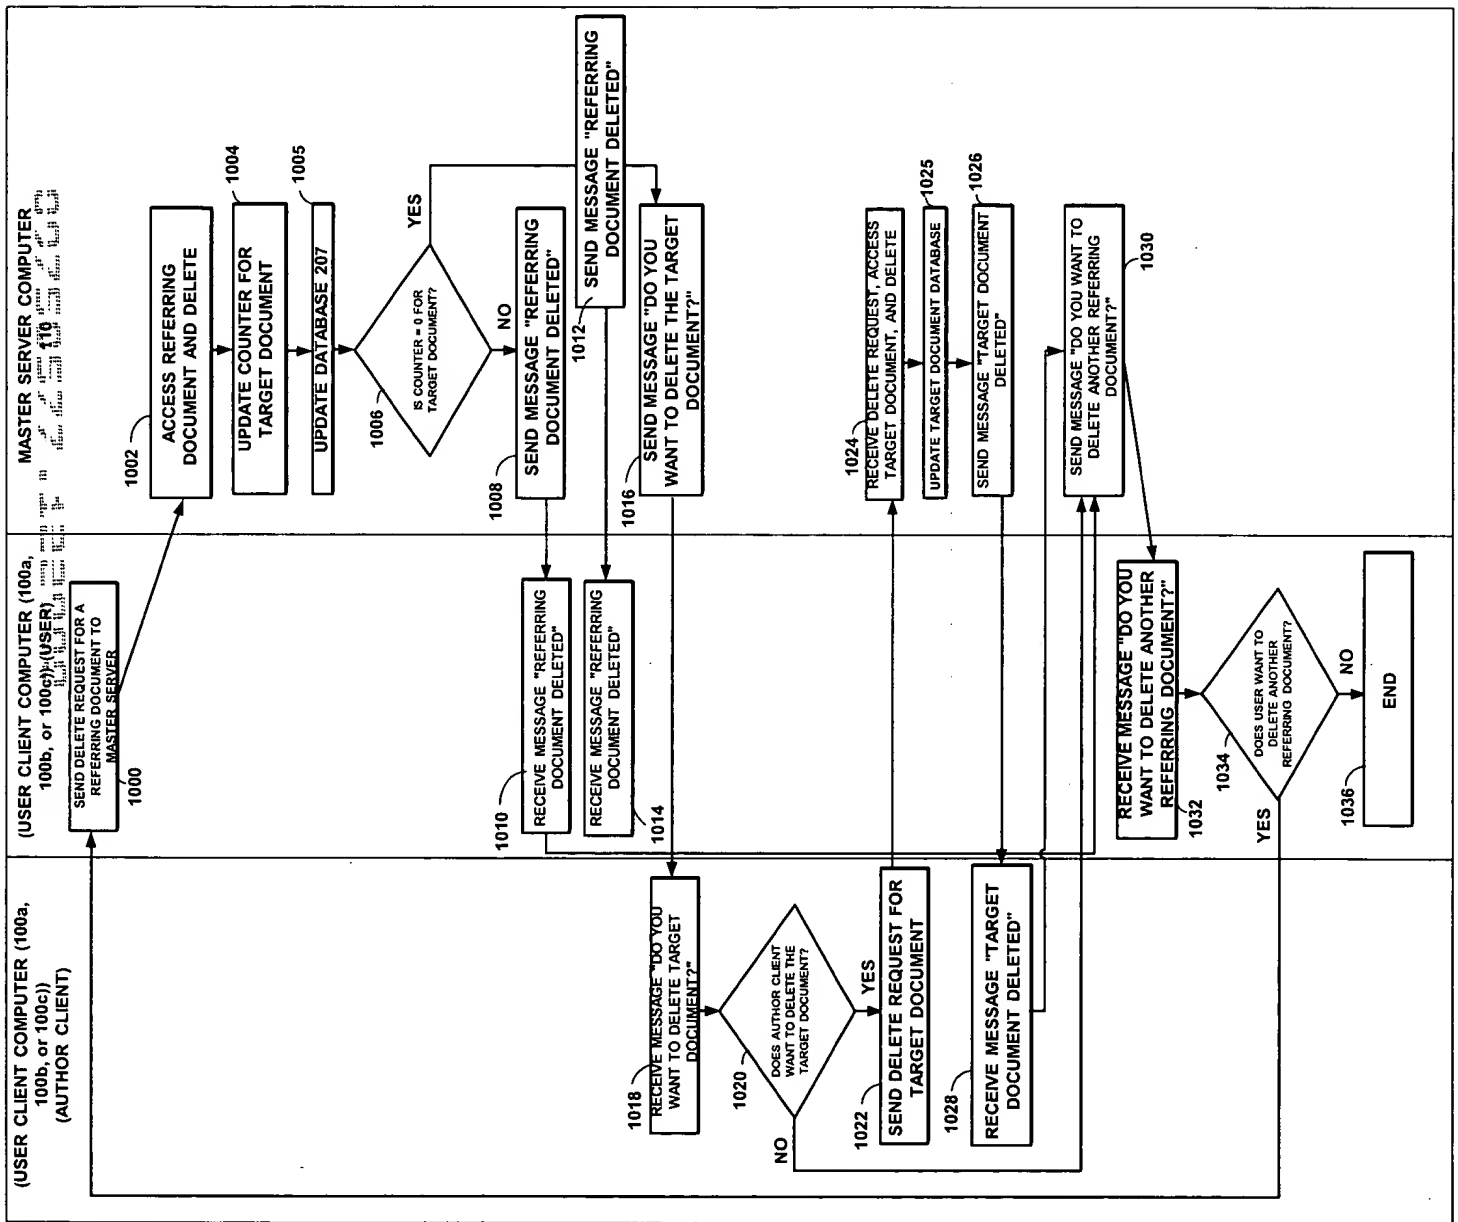 (USER CLIENT COMPUTER (100a,
100b, or 100c))
(AUTHOR CLIENT)
(USER CLIENT COMPUTER (100a,
100b, or 100c)) (USER)
MASTER SERVER COMPUTER
110
SEND DELETE REQUEST FOR A
REFERRING DOCUMENT TO
MASTER SERVER
1000
1002
ACCESS REFERRING
DOCUMENT AND DELETE
1004
UPDATE COUNTER FOR
TARGET DOCUMENT
1005
UPDATE DATABASE 207
1006
IS COUNTER = 0 FOR
TARGET DOCUMENT?
YES
NO
1008
SEND MESSAGE "REFERRING
DOCUMENT DELETED"
1010
RECEIVE MESSAGE "REFERRING
DOCUMENT DELETED"
1012
SEND MESSAGE "REFERRING
DOCUMENT DELETED"
RECEIVE MESSAGE "REFERRING
DOCUMENT DELETED"
1014
1016
SEND MESSAGE "DO YOU
WANT TO DELETE THE TARGET
DOCUMENT?"
1018
RECEIVE MESSAGE "DO YOU
WANT TO DELETE TARGET
DOCUMENT?"
1020
DOES AUTHOR CLIENT
WANT TO DELETE THE
TARGET DOCUMENT?
NO
YES
1022
SEND DELETE REQUEST FOR
TARGET DOCUMENT
1024
RECEIVE DELETE REQUEST, ACCESS
TARGET DOCUMENT, AND DELETE
1025
UPDATE TARGET DOCUMENT DATABASE
1026
SEND MESSAGE "TARGET DOCUMENT
DELETED"
1028
RECEIVE MESSAGE "TARGET
DOCUMENT DELETED"
SEND MESSAGE "DO YOU WANT TO
DELETE ANOTHER REFERRING
DOCUMENT?"
1030
RECEIVE MESSAGE "DO YOU
WANT TO DELETE ANOTHER
REFERRING DOCUMENT?"
1032
1034
DOES USER WANT TO
DELETE ANOTHER
REFERRING DOCUMENT?
YES
NO
1036
END